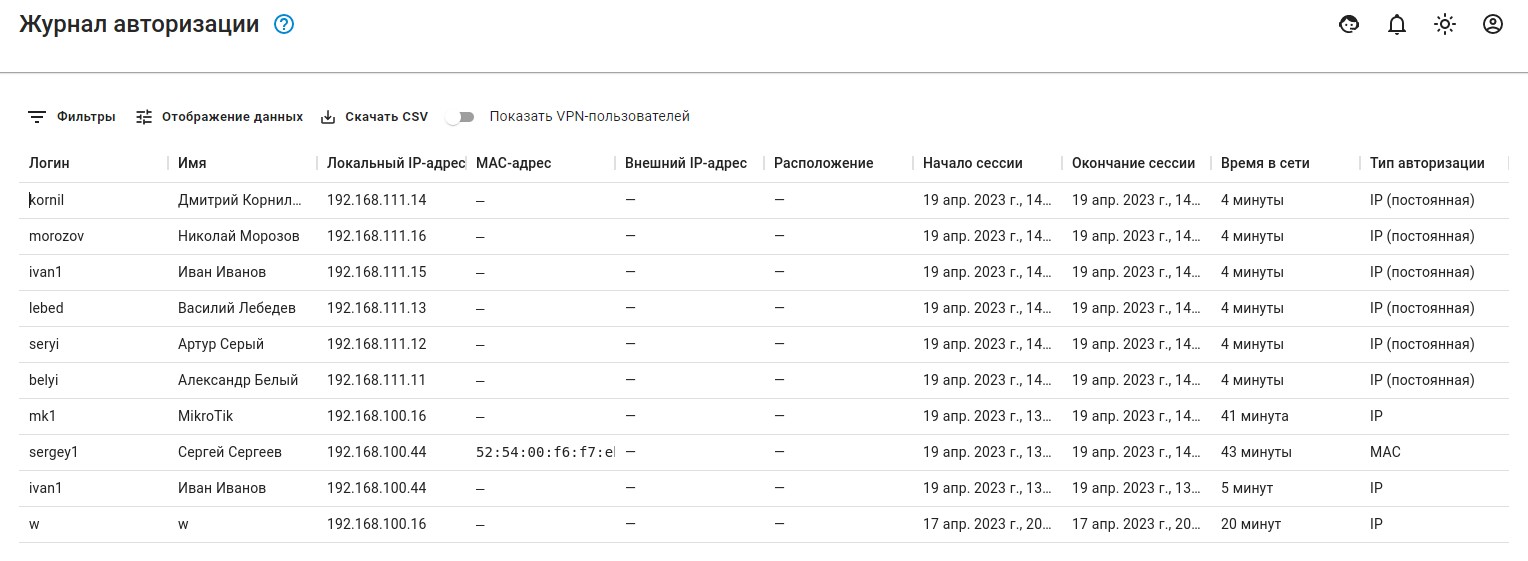 Журнал авторизации
Фильтры Отображение данных Скачать CSV Показать VPN-пользователей
Логин Имя Локальный IP-адрес MAC-адрес Внешний IP-адрес Расположение Начало сессии Окончание сессии Время в сети Тип авторизации
kornil Дмитрий Корнил... 192.168.111.14 — — — 19 апр. 2023 г., 14... 19 апр. 2023 г., 14... 4 минуты IP (постоянная)
morozov Николай Морозов 192.168.111.16 — — — 19 апр. 2023 г., 14... 19 апр. 2023 г., 14... 4 минуты IP (постоянная)
ivan1 Иван Иванов 192.168.111.15 — — — 19 апр. 2023 г., 14... 19 апр. 2023 г., 14... 4 минуты IP (постоянная)
lebed Василий Лебедев 192.168.111.13 — — — 19 апр. 2023 г., 14... 19 апр. 2023 г., 14... 4 минуты IP (постоянная)
seryi Артур Серый 192.168.111.12 — — — 19 апр. 2023 г., 14... 19 апр. 2023 г., 14... 4 минуты IP (постоянная)
belyi Александр Белый 192.168.111.11 — — — 19 апр. 2023 г., 14... 19 апр. 2023 г., 14... 4 минуты IP (постоянная)
mk1 MikroTik 192.168.100.16 — — — 19 апр. 2023 г., 13... 19 апр. 2023 г., 14... 41 минута IP
sergey1 Сергей Сергеев 192.168.100.44 52:54:00:f6:f7:e — — 19 апр. 2023 г., 13... 19 апр. 2023 г., 14... 43 минуты MAC
ivan1 Иван Иванов 192.168.100.44 — — — 19 апр. 2023 г., 13... 19 апр. 2023 г., 13... 5 минут IP
w w 192.168.100.16 — — — 17 апр. 2023 г., 20... 17 апр. 2023 г., 20... 20 минут IP